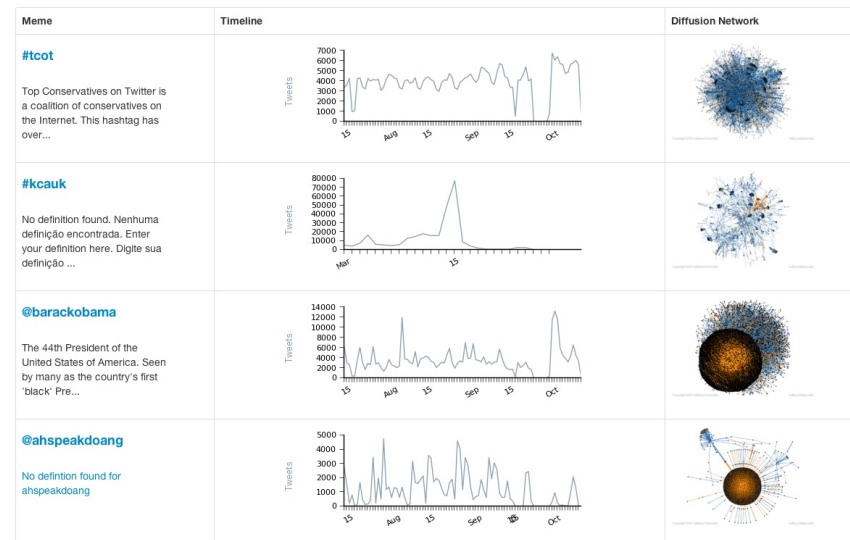 Meme Timeline Diffusion Network
#tcot
Top Conservatives on Twitter is
a coalition of conservatives on
the Internet. This hashtag has
over...
Tweets
7000
6000
5000
4000
3000
2000
1000
0
15 Aug 15 Sep 15 Oct
#kcauk
No definition found. Nenhuma
definição encontrada. Enter
your definition here. Digite sua
definição ...
Tweets
80000
70000
60000
50000
40000
30000
20000
10000
0
Mar 15
@barackobama
The 44th President of the
United States of America. Seen
by many as the country's first
'black' Pre...
Tweets
14000
12000
10000
8000
6000
4000
2000
0
15 Aug 15 Sep 15 Oct
@ahspeakdoang
No defintion found for
ahspeakdoang
Tweets
5000
4000
3000
2000
1000
0
15 Aug 15 Sep Oct